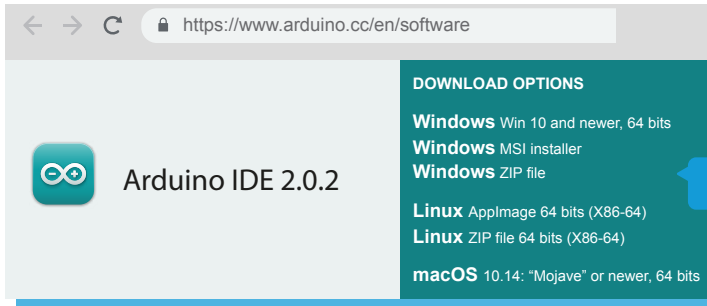 https://www.arduino.cc/en/software
Arduino IDE 2.0.2
DOWNLOAD OPTIONS
Windows Win 10 and newer, 64 bits
Windows MSI installer
Windows ZIP file
Linux AppImage 64 bits (X86-64)
Linux ZIP file 64 bits (X86-64)
macOS 10.14: “Mojave” or newer, 64 bits